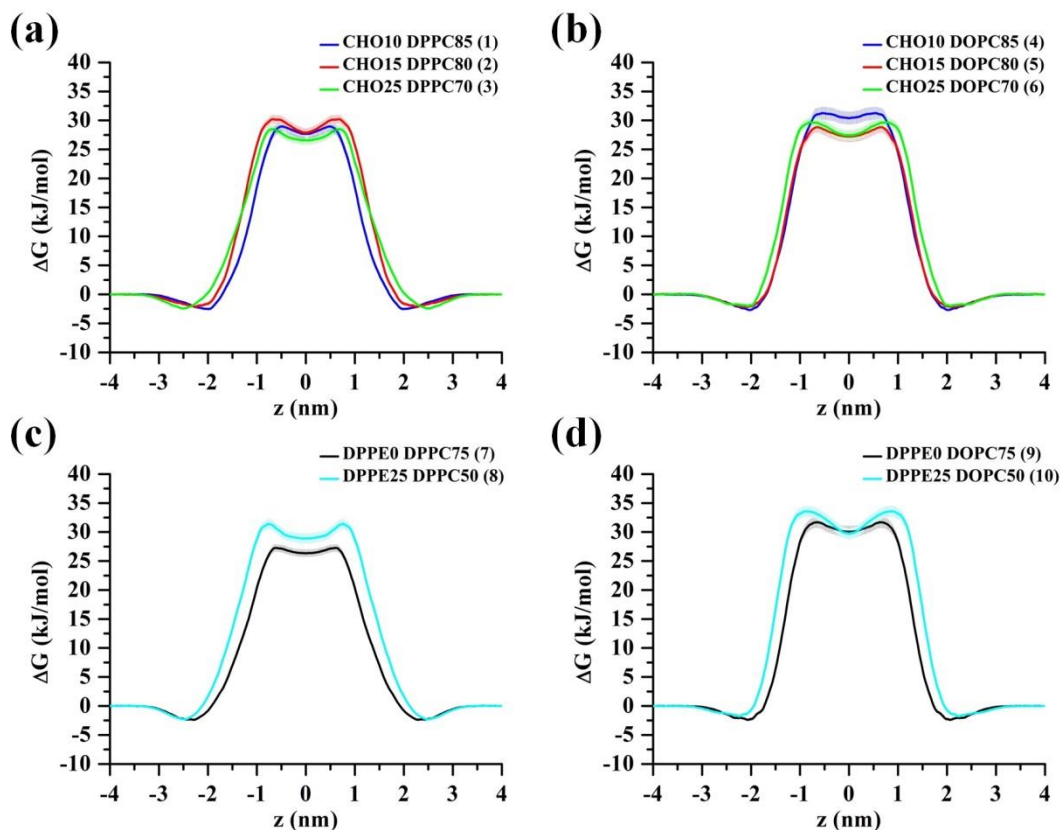 (a)
CHO10 DPPC85 (1)
CHO15 DPPC80 (2)
CHO25 DPPC70 (3)
40
35
30
25
20
15
10
5
0
-5
-10
ΔG (kJ/mol)
-4 -3 -2 -1 0 1 2 3 4
z (nm)
(b)
CHO10 DOPC85 (4)
CHO15 DOPC80 (5)
CHO25 DOPC70 (6)
40
35
30
25
20
15
10
5
0
-5
-10
ΔG (kJ/mol)
-4 -3 -2 -1 0 1 2 3 4
z (nm)
(c)
DPPE0 DPPC75 (7)
DPPE25 DPPC50 (8)
40
35
30
25
20
15
10
5
0
-5
-10
ΔG (kJ/mol)
-4 -3 -2 -1 0 1 2 3 4
z (nm)
(d)
DPPE0 DOPC75 (9)
DPPE25 DOPC50 (10)
40
35
30
25
20
15
10
5
0
-5
-10
ΔG (kJ/mol)
-4 -3 -2 -1 0 1 2 3 4
z (nm)